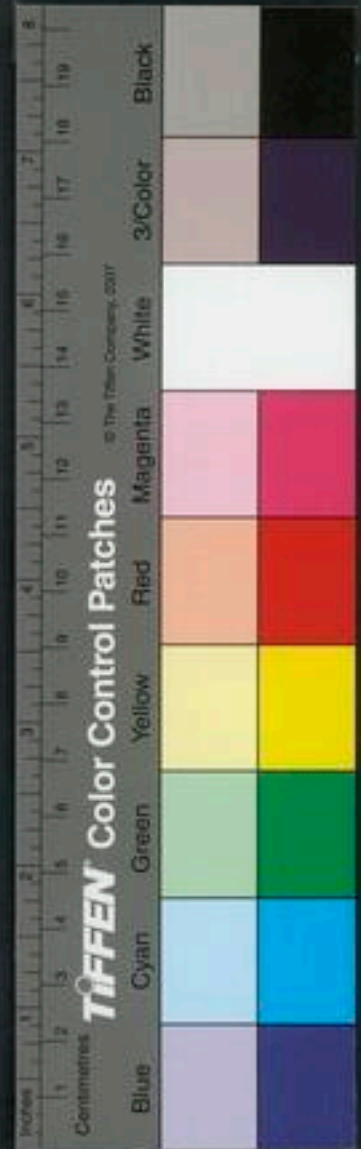 Inches 1 2 3 4 5 6 7 8
Centimetres 1 2 3 4 5 6 7 8 9 10 11 12 13 14 15 16 17 18 19
TIFFEN® Color Control Patches © The Tiffen Company, 2007
Blue Cyan Green Yellow Red Magenta White 3/Color Black